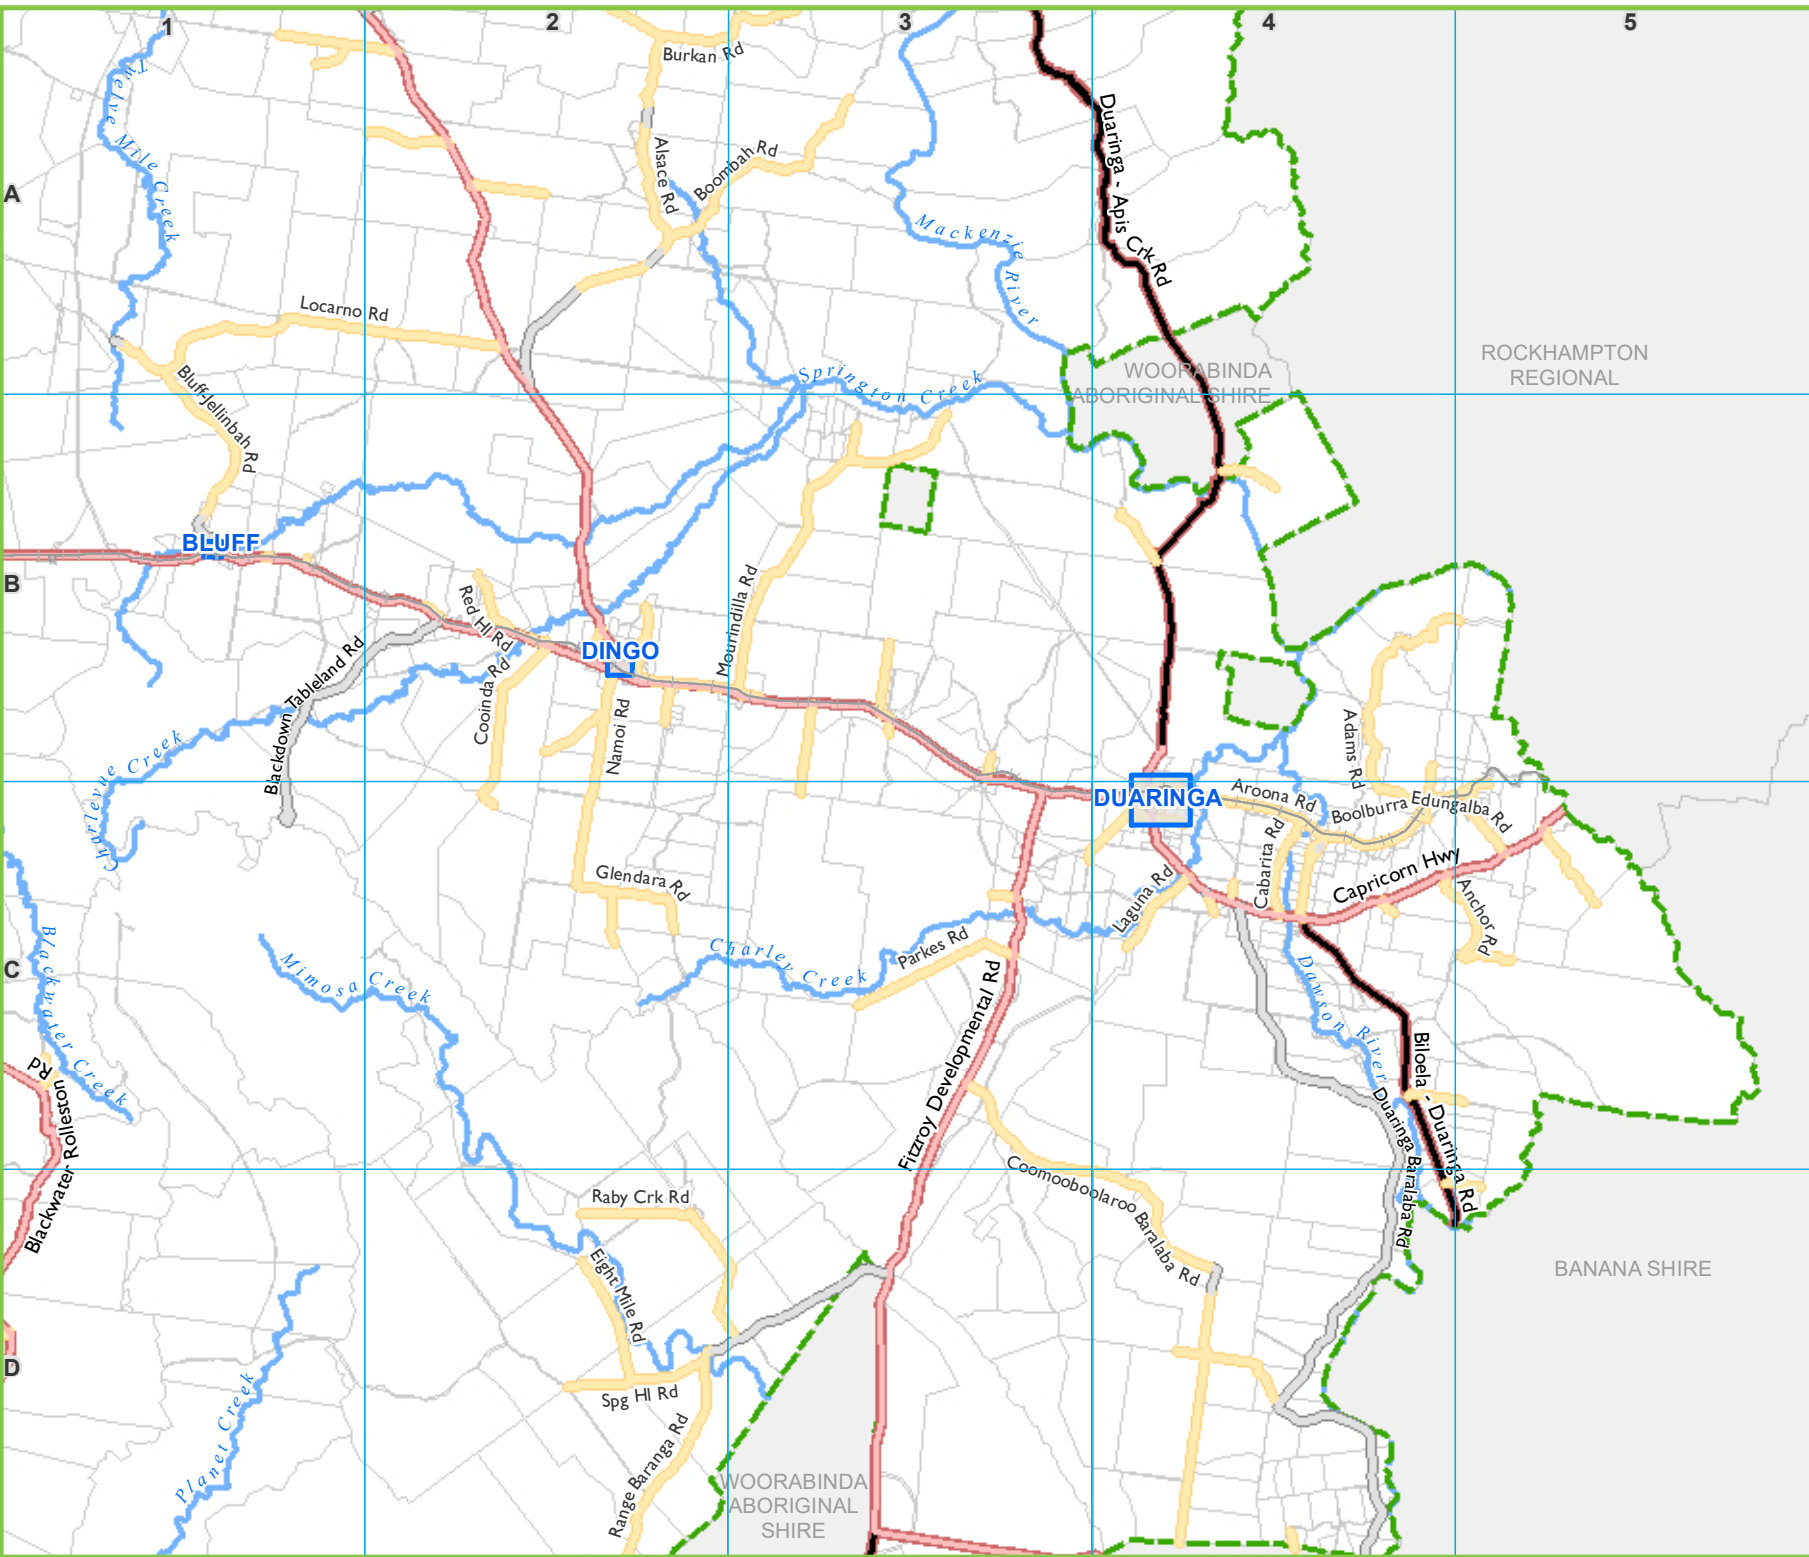 1
2
3
4
5
A
B
C
D
Burkan Rd
Twelve Mile Creek
Alsace Rd
Boombah Rd
Duaringa - Apis Crk Rd
Mackenzie River
Locarno Rd
Bluff-Jellinbah Rd
Springton Creek
WOORABINDA
ABORIGINAL SHIRE
ROCKHAMPTON
REGIONAL
BLUFF
Red Hl Rd
DINGO
Mourindilla Rd
Blackdown Tableland Rd
Cooinda Rd
Namoi Rd
Charlevue Creek
Adams Rd
DUARINGA
Aroona Rd
Boolburra Edungalba Rd
Cabarita Rd
Capricorn Hwy
Laguna Rd
Anchor Rd
Glendara Rd
Parkes Rd
Charley Creek
Blackwater Creek
Mimosa Creek
Dawson River
Fitzroy Developmental Rd
Biloela - Duaringa Rd
Duaringa Baralaba Rd
Blackwater Rolleston Rd
Coomooboolaroo Baralaba Rd
Raby Crk Rd
Eight Mile Rd
BANANA SHIRE
Spg Hl Rd
Planet Creek
Range Baranga Rd
WOORABINDA
ABORIGINAL
SHIRE